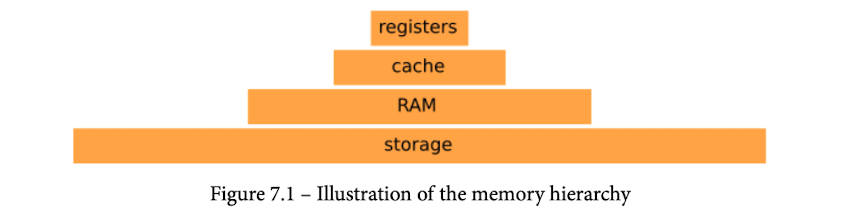 registers
cache
RAM
storage
Figure 7.1 – Illustration of the memory hierarchy